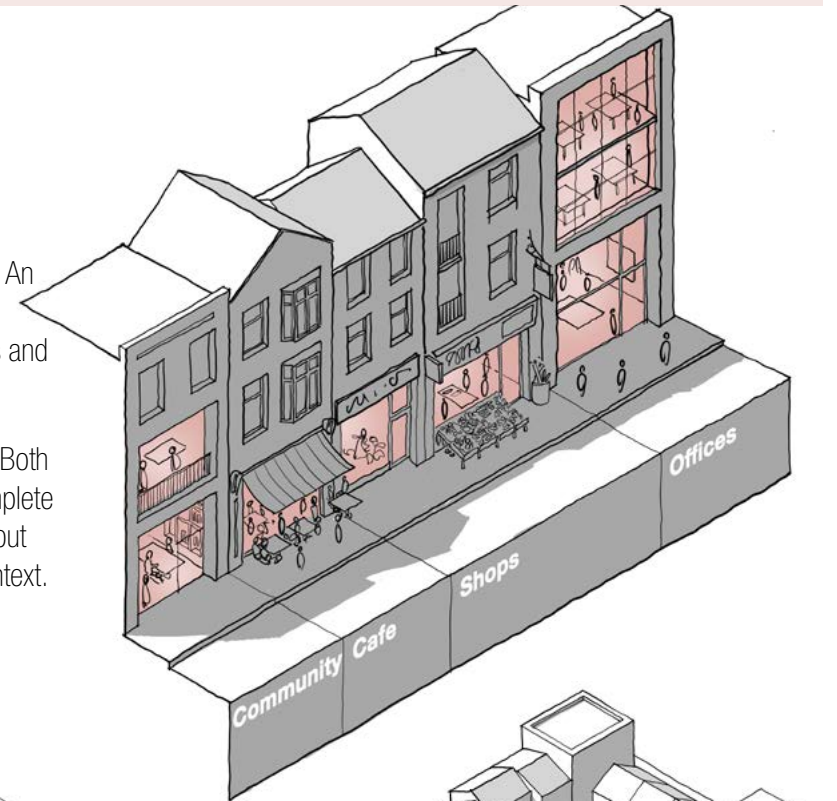 An
and
Both
plete
out
ntext.
Community
Cafe
Shops
Offices